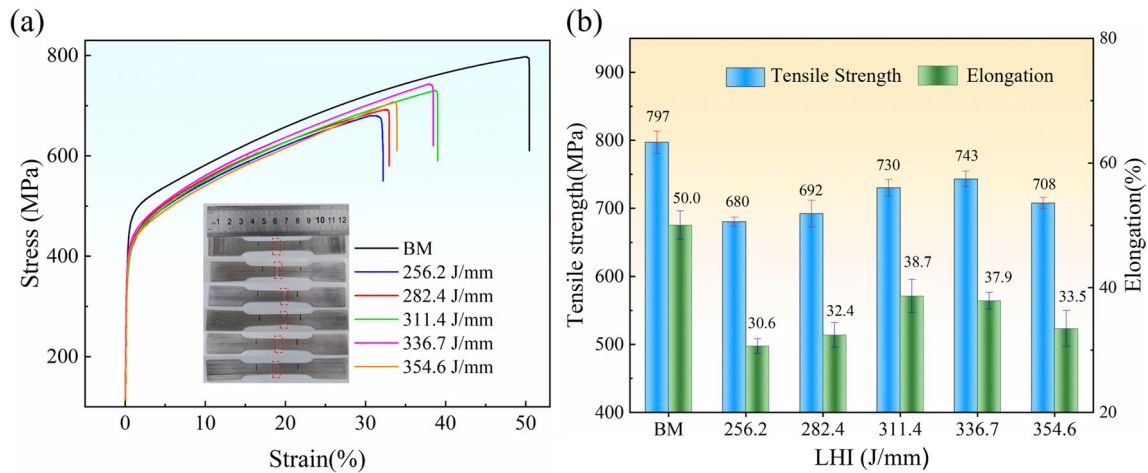 (a)
800
600
400
200
Stress (MPa)
1 2 3 4 5 6 7 8 9 10 11 12
BM
256.2 J/mm
282.4 J/mm
311.4 J/mm
336.7 J/mm
354.6 J/mm
0 10 20 30 40 50
Strain(%)
(b)
Tensile Strength Elongation
900
800
700
600
500
400
Tensile strength(MPa)
797
50.0
680
30.6
692
32.4
730
38.7
743
37.9
708
33.5
80
60
40
20
Elongation(%)
BM 256.2 282.4 311.4 336.7 354.6
LHI (J/mm)